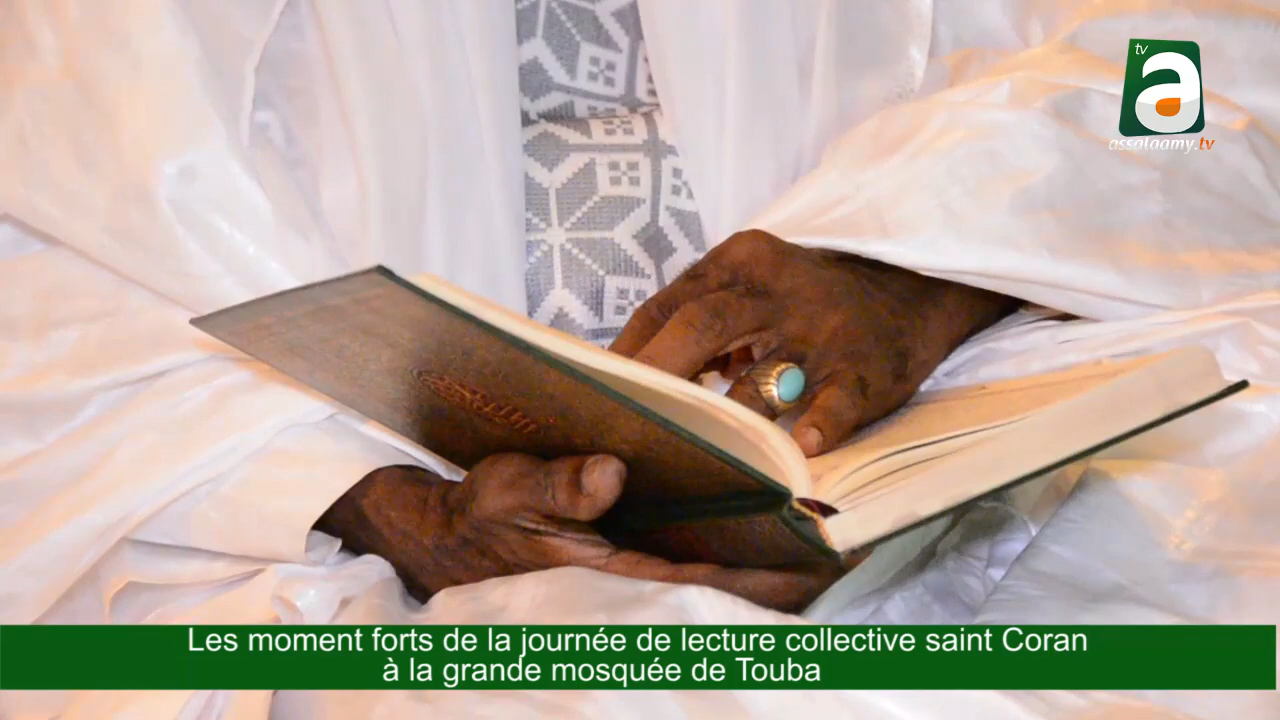 tv
a
assalaamy.tv
Les moment forts de la journée de lecture collective saint Coran
à la grande mosquée de Touba